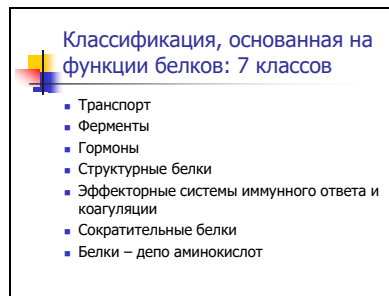 Классификация, основанная на
функции белков: 7 классов
Транспорт
Ферменты
Гормоны
Структурные белки
Эффекторные системы иммунного ответа и
коагуляции
Сократительные белки
Белки – депо аминокислот